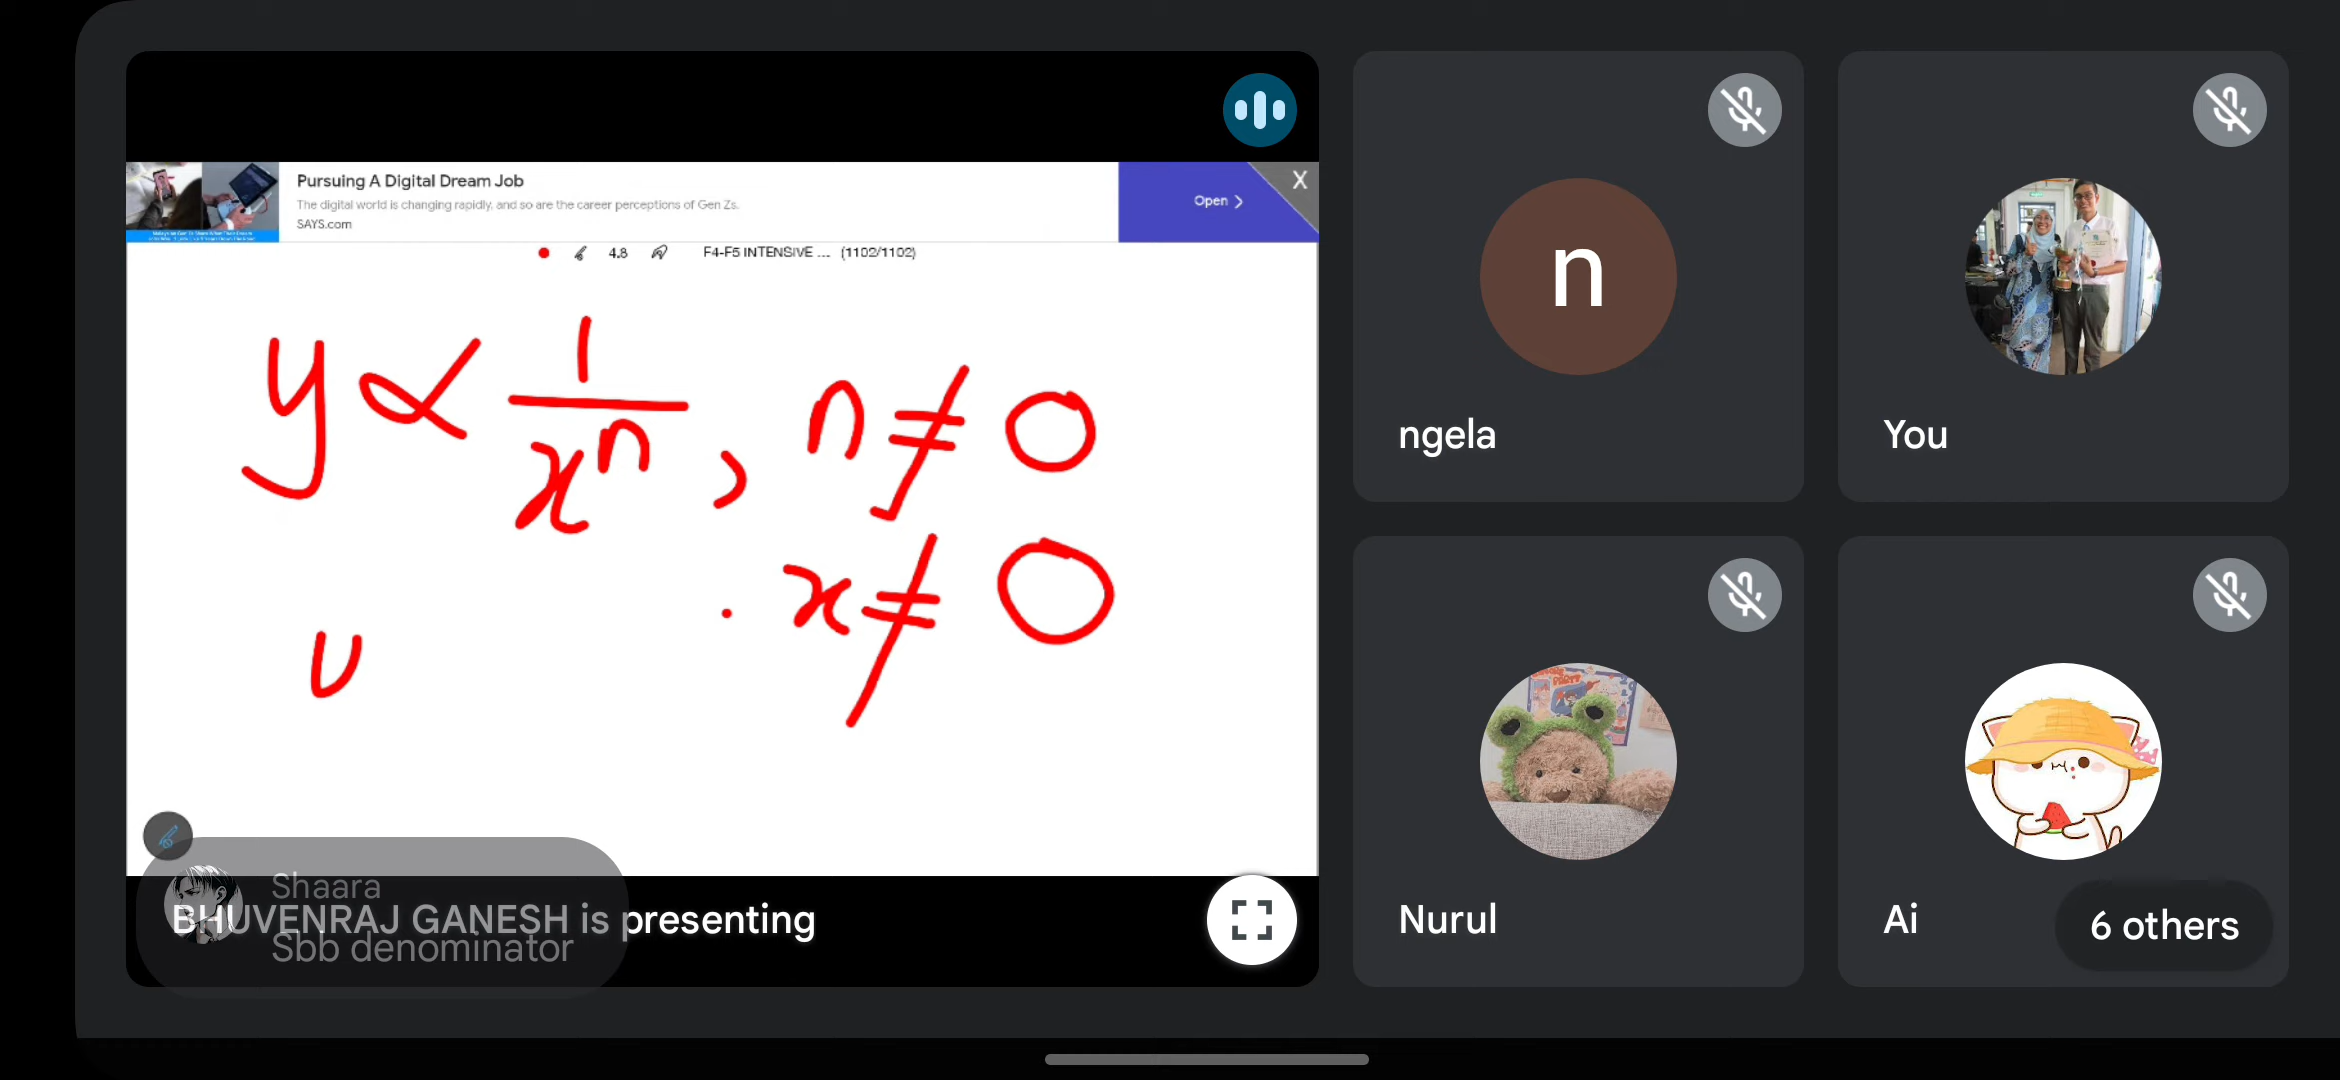 Pursuing A Digital Dream Job
The digital world is changing rapidly, and so are the career perceptions of Gen Zs.
SAYS.com
Open >
X
4.8 F4-F5 INTENSIVE ... (1102/1102)
y ∝ 1/xⁿ, n ≠ 0
. x ≠ 0
u
Shaara
BHUVENRAJ GANESH is presenting
Sbb denominator
n
ngela
You
Nurul
Ai
6 others